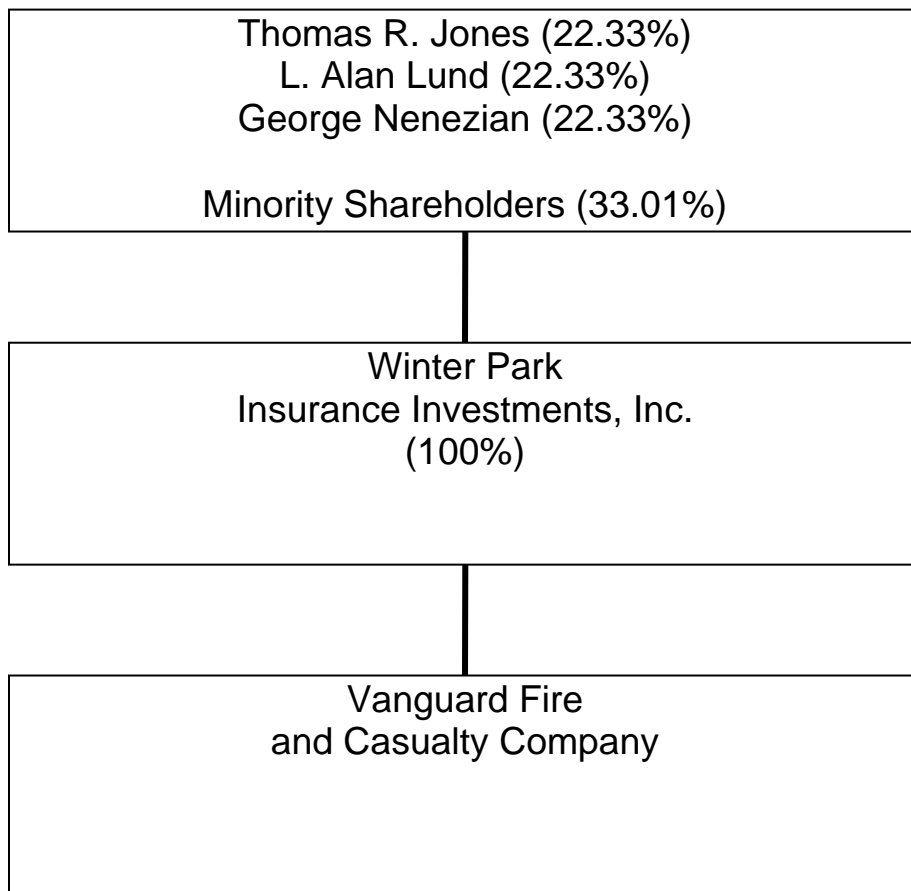 Thomas R. Jones (22.33%)
L. Alan Lund (22.33%)
George Nenezian (22.33%)
Minority Shareholders (33.01%)
Winter Park
Insurance Investments, Inc.
(100%)
Vanguard Fire
and Casualty Company